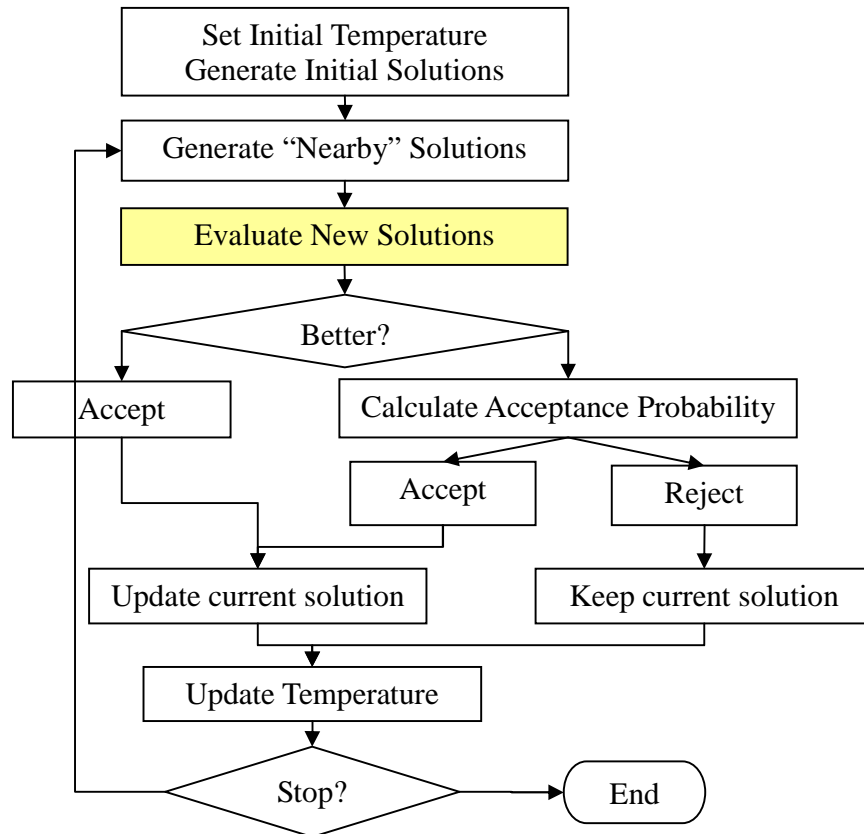 Set Initial Temperature
Generate Initial Solutions
Generate “Nearby” Solutions
Evaluate New Solutions
Better?
Accept
Calculate Acceptance Probability
Accept
Reject
Update current solution
Keep current solution
Update Temperature
Stop?
End